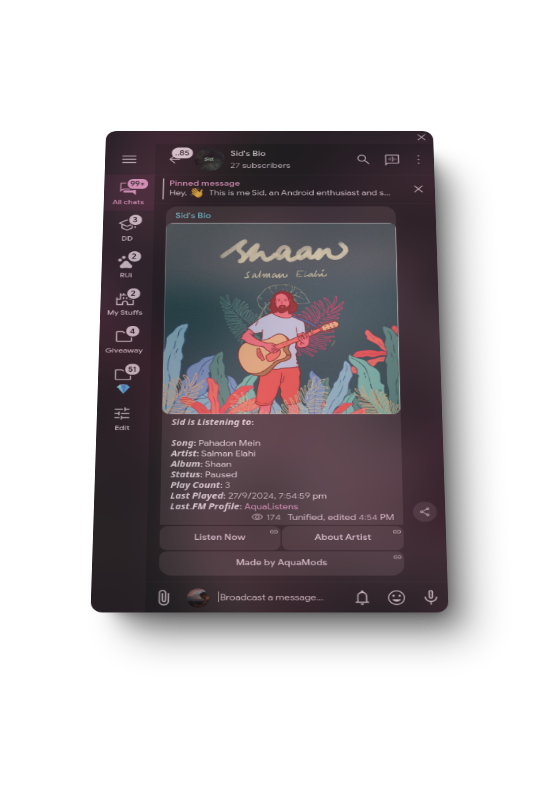 ..85
Sid's Bio
27 subscribers
Pinned message
Hey, 👋 This is me Sid, an Android enthusiast and s...
99+
All chats
3
DD
2
RUI
2
My Stuffs
4
Giveaway
51
Edit
Sid's Bio
Shaan
Salman Elahi
Sid is Listening to:
Song: Pahadon Mein
Artist: Salman Elahi
Album: Shaan
Status: Paused
Play Count: 3
Last Played: 27/9/2024, 7:54:59 pm
Last.FM Profile: AquaListens
174 Tunified, edited 4:54 PM
Listen Now
About Artist
Made by AquaMods
Broadcast a message...